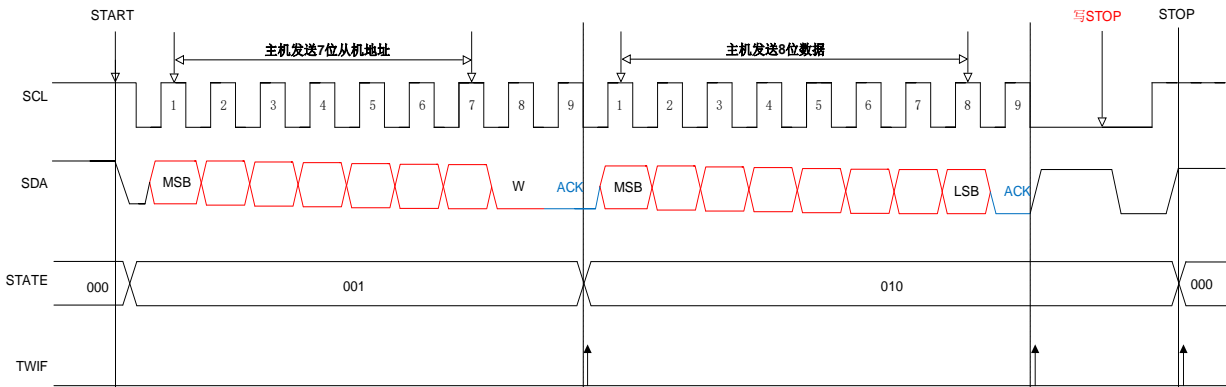 START 写STOP STOP
主机发送7位从机地址 主机发送8位数据
SCL 1 2 3 4 5 6 7 8 9 1 2 3 4 5 6 7 8 9
SDA MSB W ACK MSB LSB ACK
STATE 000 001 010 000
TWIF